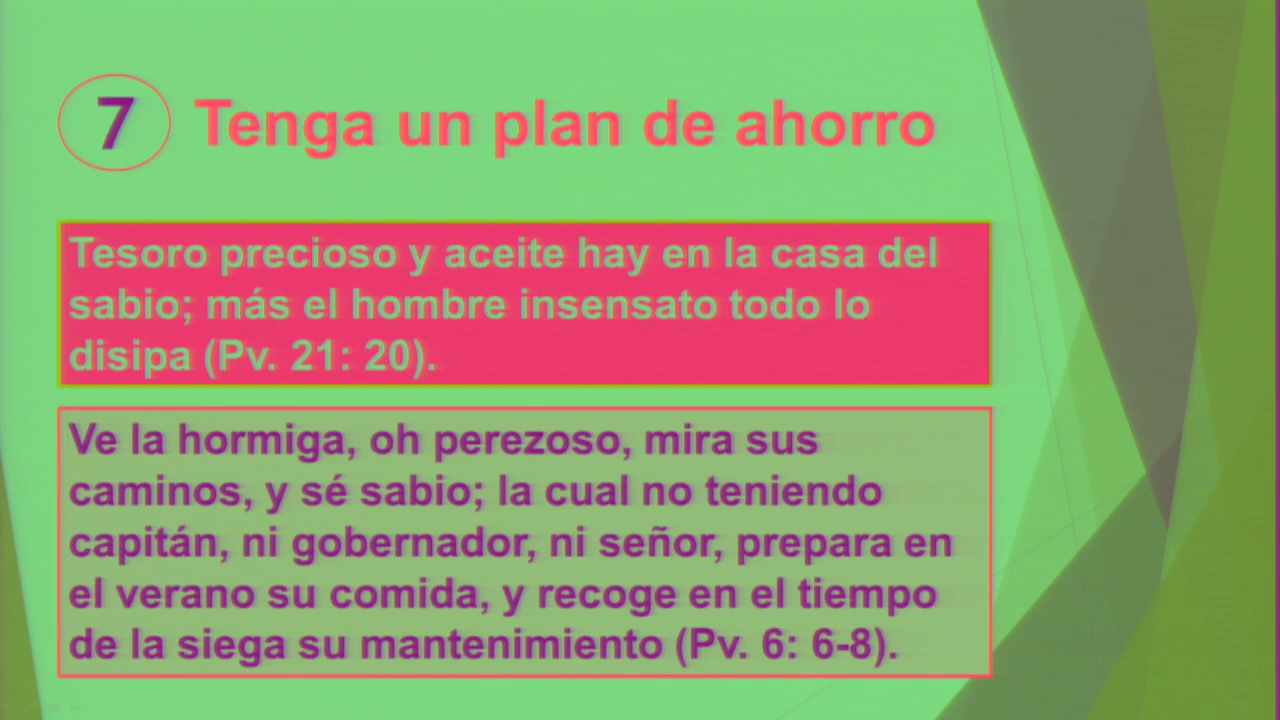 7 Tenga un plan de ahorro
Tesoro precioso y aceite hay en la casa del
sabio; más el hombre insensato todo lo
disipa (Pv. 21: 20).
Ve la hormiga, oh perezoso, mira sus
caminos, y sé sabio; la cual no teniendo
capitán, ni gobernador, ni señor, prepara en
el verano su comida, y recoge en el tiempo
de la siega su mantenimiento (Pv. 6: 6-8).